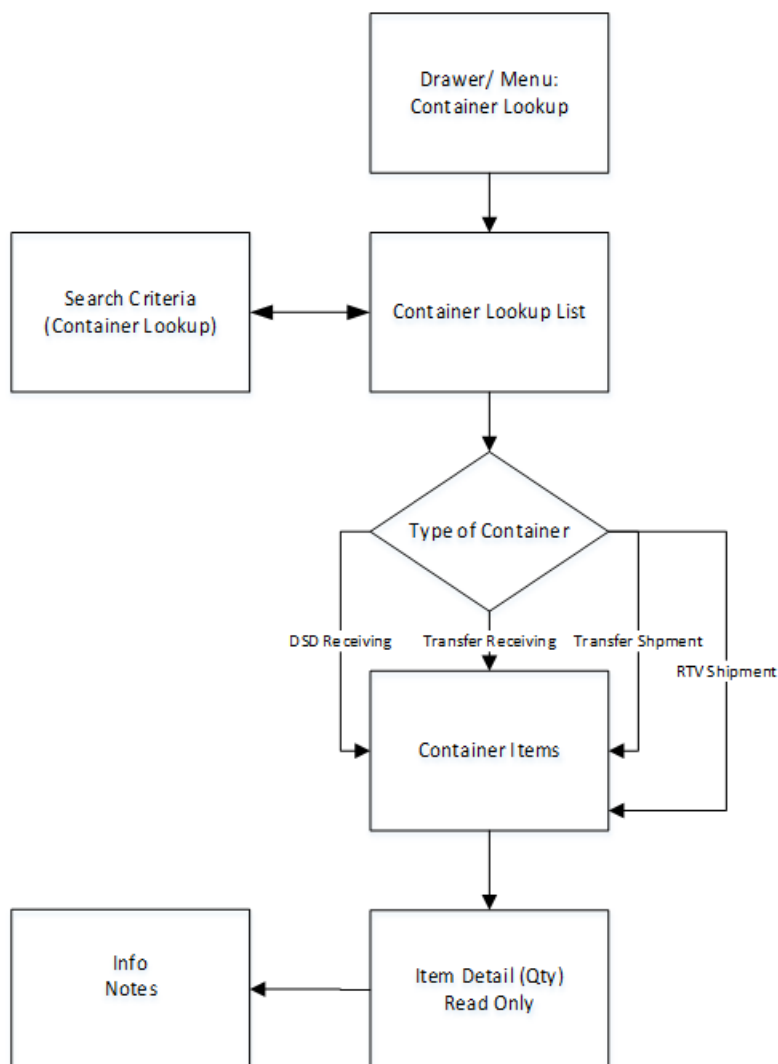 Drawer/ Menu:
Container Lookup
Search Criteria
(Container Lookup)
Container Lookup List
Type of Container
DSD Receiving
Transfer Receiving
Transfer Shpment
RTV Shipment
Container Items
Info
Notes
Item Detail (Qty)
Read Only